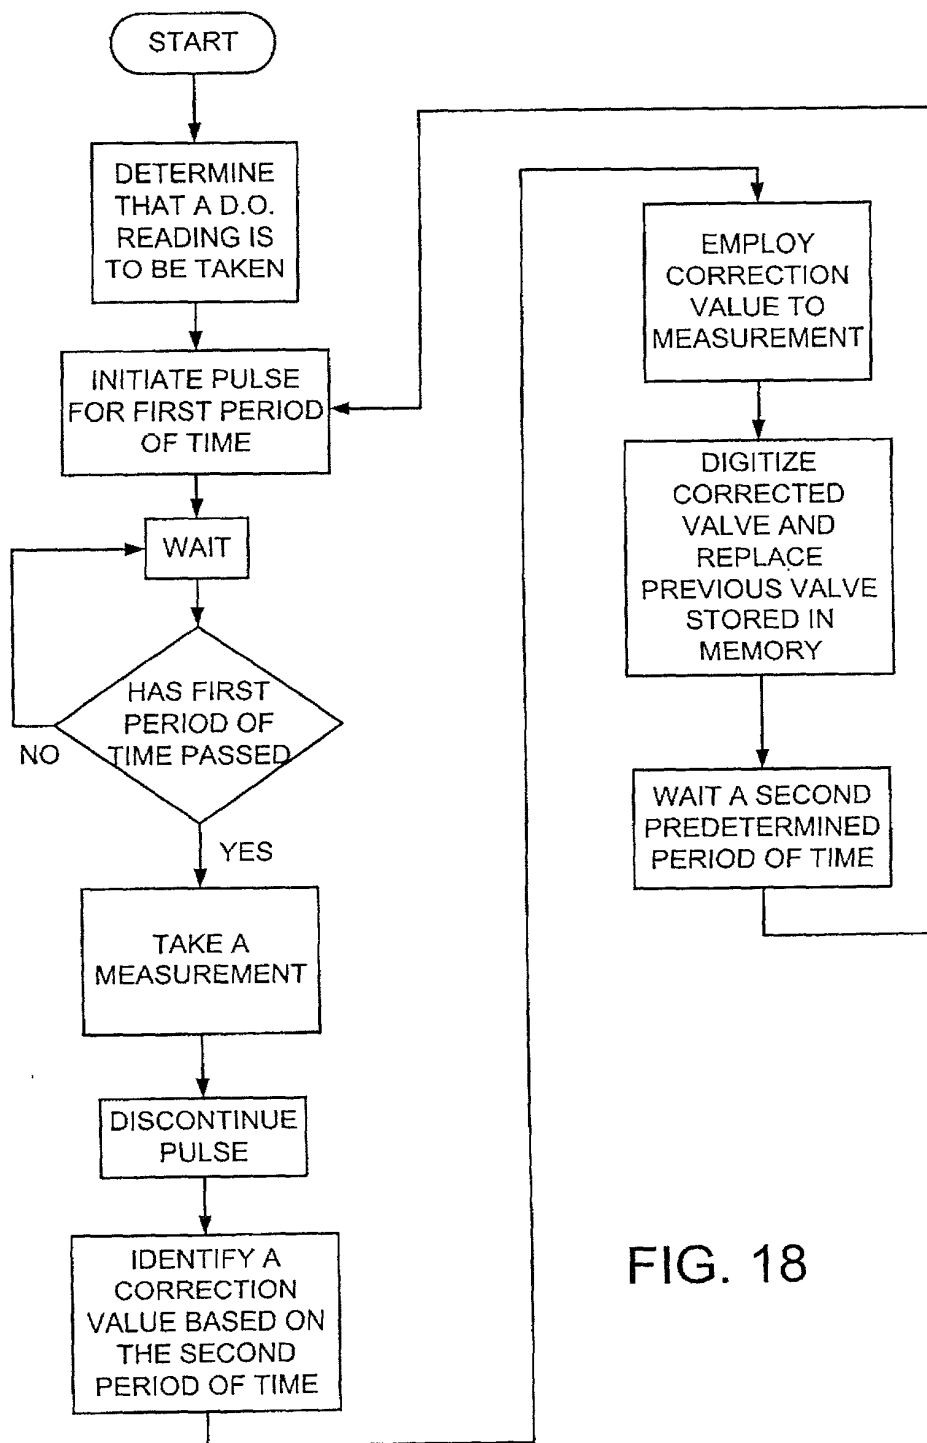 START
DETERMINE
THAT A D.O.
READING IS
TO BE TAKEN
INITIATE PULSE
FOR FIRST PERIOD
OF TIME
WAIT
HAS FIRST
PERIOD OF
TIME PASSED
NO
YES
TAKE A
MEASUREMENT
DISCONTINUE
PULSE
IDENTIFY A
CORRECTION
VALUE BASED ON
THE SECOND
PERIOD OF TIME
EMPLOY
CORRECTION
VALUE TO
MEASUREMENT
DIGITIZE
CORRECTED
VALVE AND
REPLACE
PREVIOUS VALVE
STORED IN
MEMORY
WAIT A SECOND
PREDETERMINED
PERIOD OF TIME
FIG. 18